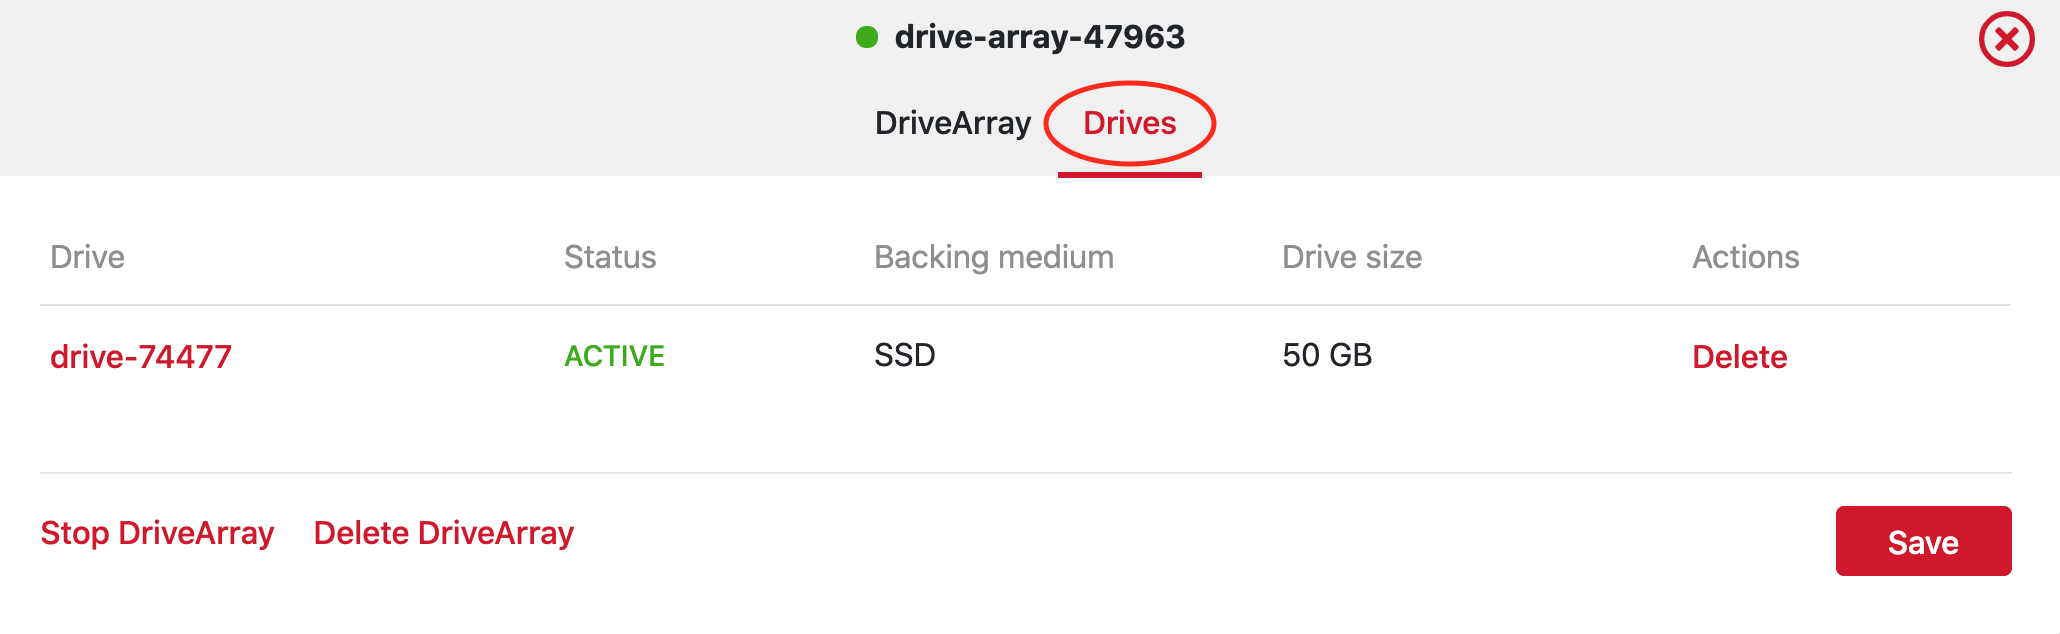 drive-array-47963
DriveArray Drives
Drive Status Backing medium Drive size Actions
drive-74477 ACTIVE SSD 50 GB Delete
Stop DriveArray Delete DriveArray Save